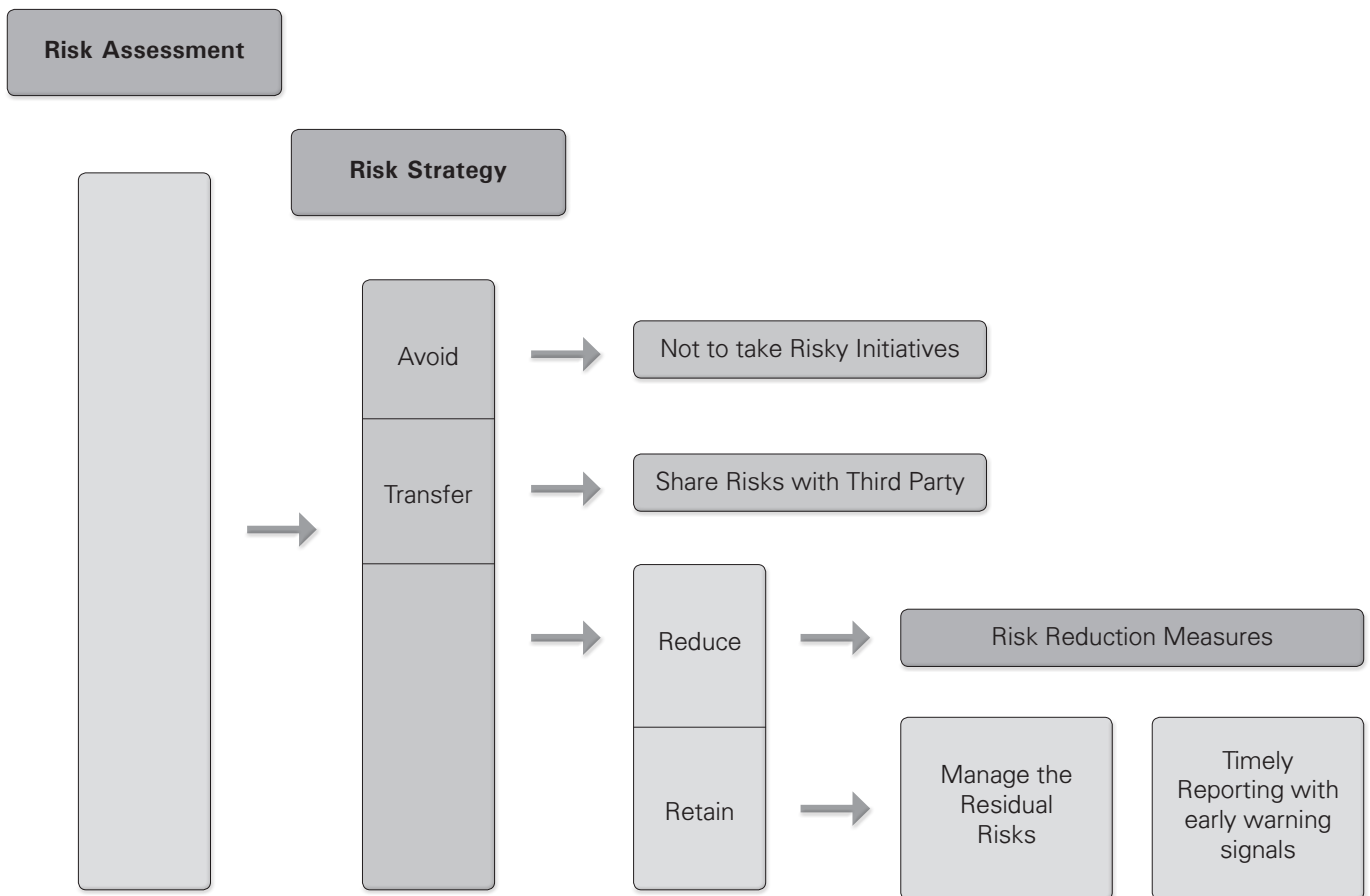 Risk Assessment
Risk Strategy
Avoid
Not to take Risky Initiatives
Transfer
Share Risks with Third Party
Reduce
Risk Reduction Measures
Retain
Manage the
Residual
Risks
Timely
Reporting with
early warning
signals